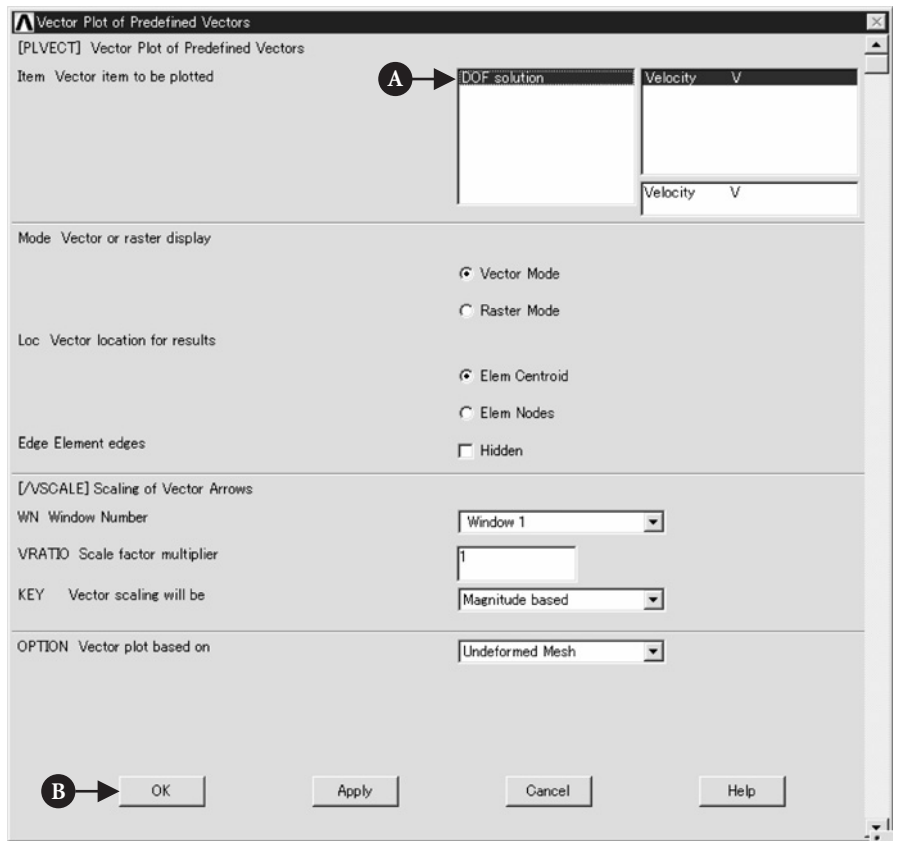 Vector Plot of Predefined Vectors
[PLVECT] Vector Plot of Predefined Vectors
Item Vector item to be plotted
A
DOF solution
Velocity V
Velocity V
Mode Vector or raster display
Vector Mode
Raster Mode
Loc Vector location for results
Elem Centroid
Elem Nodes
Edge Element edges
Hidden
[/VSCALE] Scaling of Vector Arrows
WN Window Number
Window 1
VRATIO Scale factor multiplier
1
KEY Vector scaling will be
Magnitude based
OPTION Vector plot based on
Undeformed Mesh
B
OK Apply Cancel Help